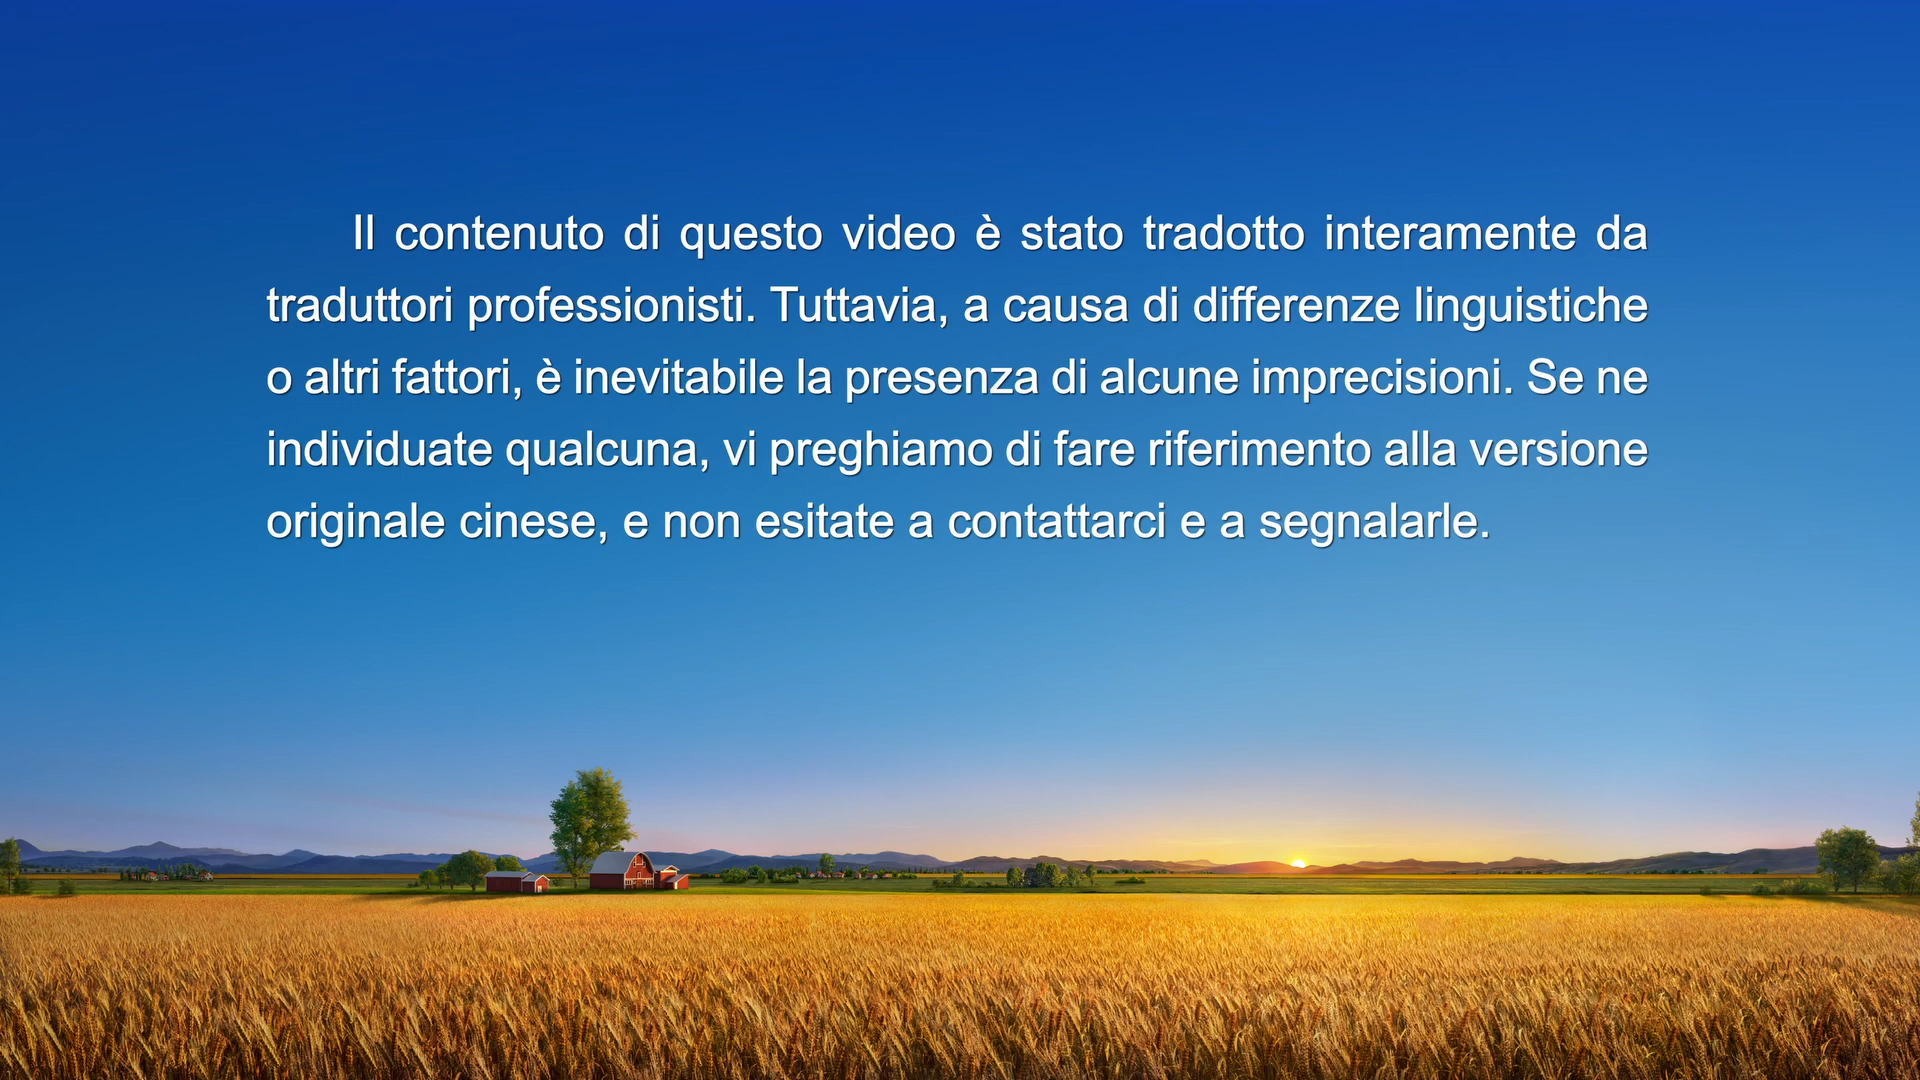 Il contenuto di questo video è stato tradotto interamente da
traduttori professionisti. Tuttavia, a causa di differenze linguistiche
o altri fattori, è inevitabile la presenza di alcune imprecisioni. Se ne
individuate qualcuna, vi preghiamo di fare riferimento alla versione
originale cinese, e non esitate a contattarci e a segnalarle.